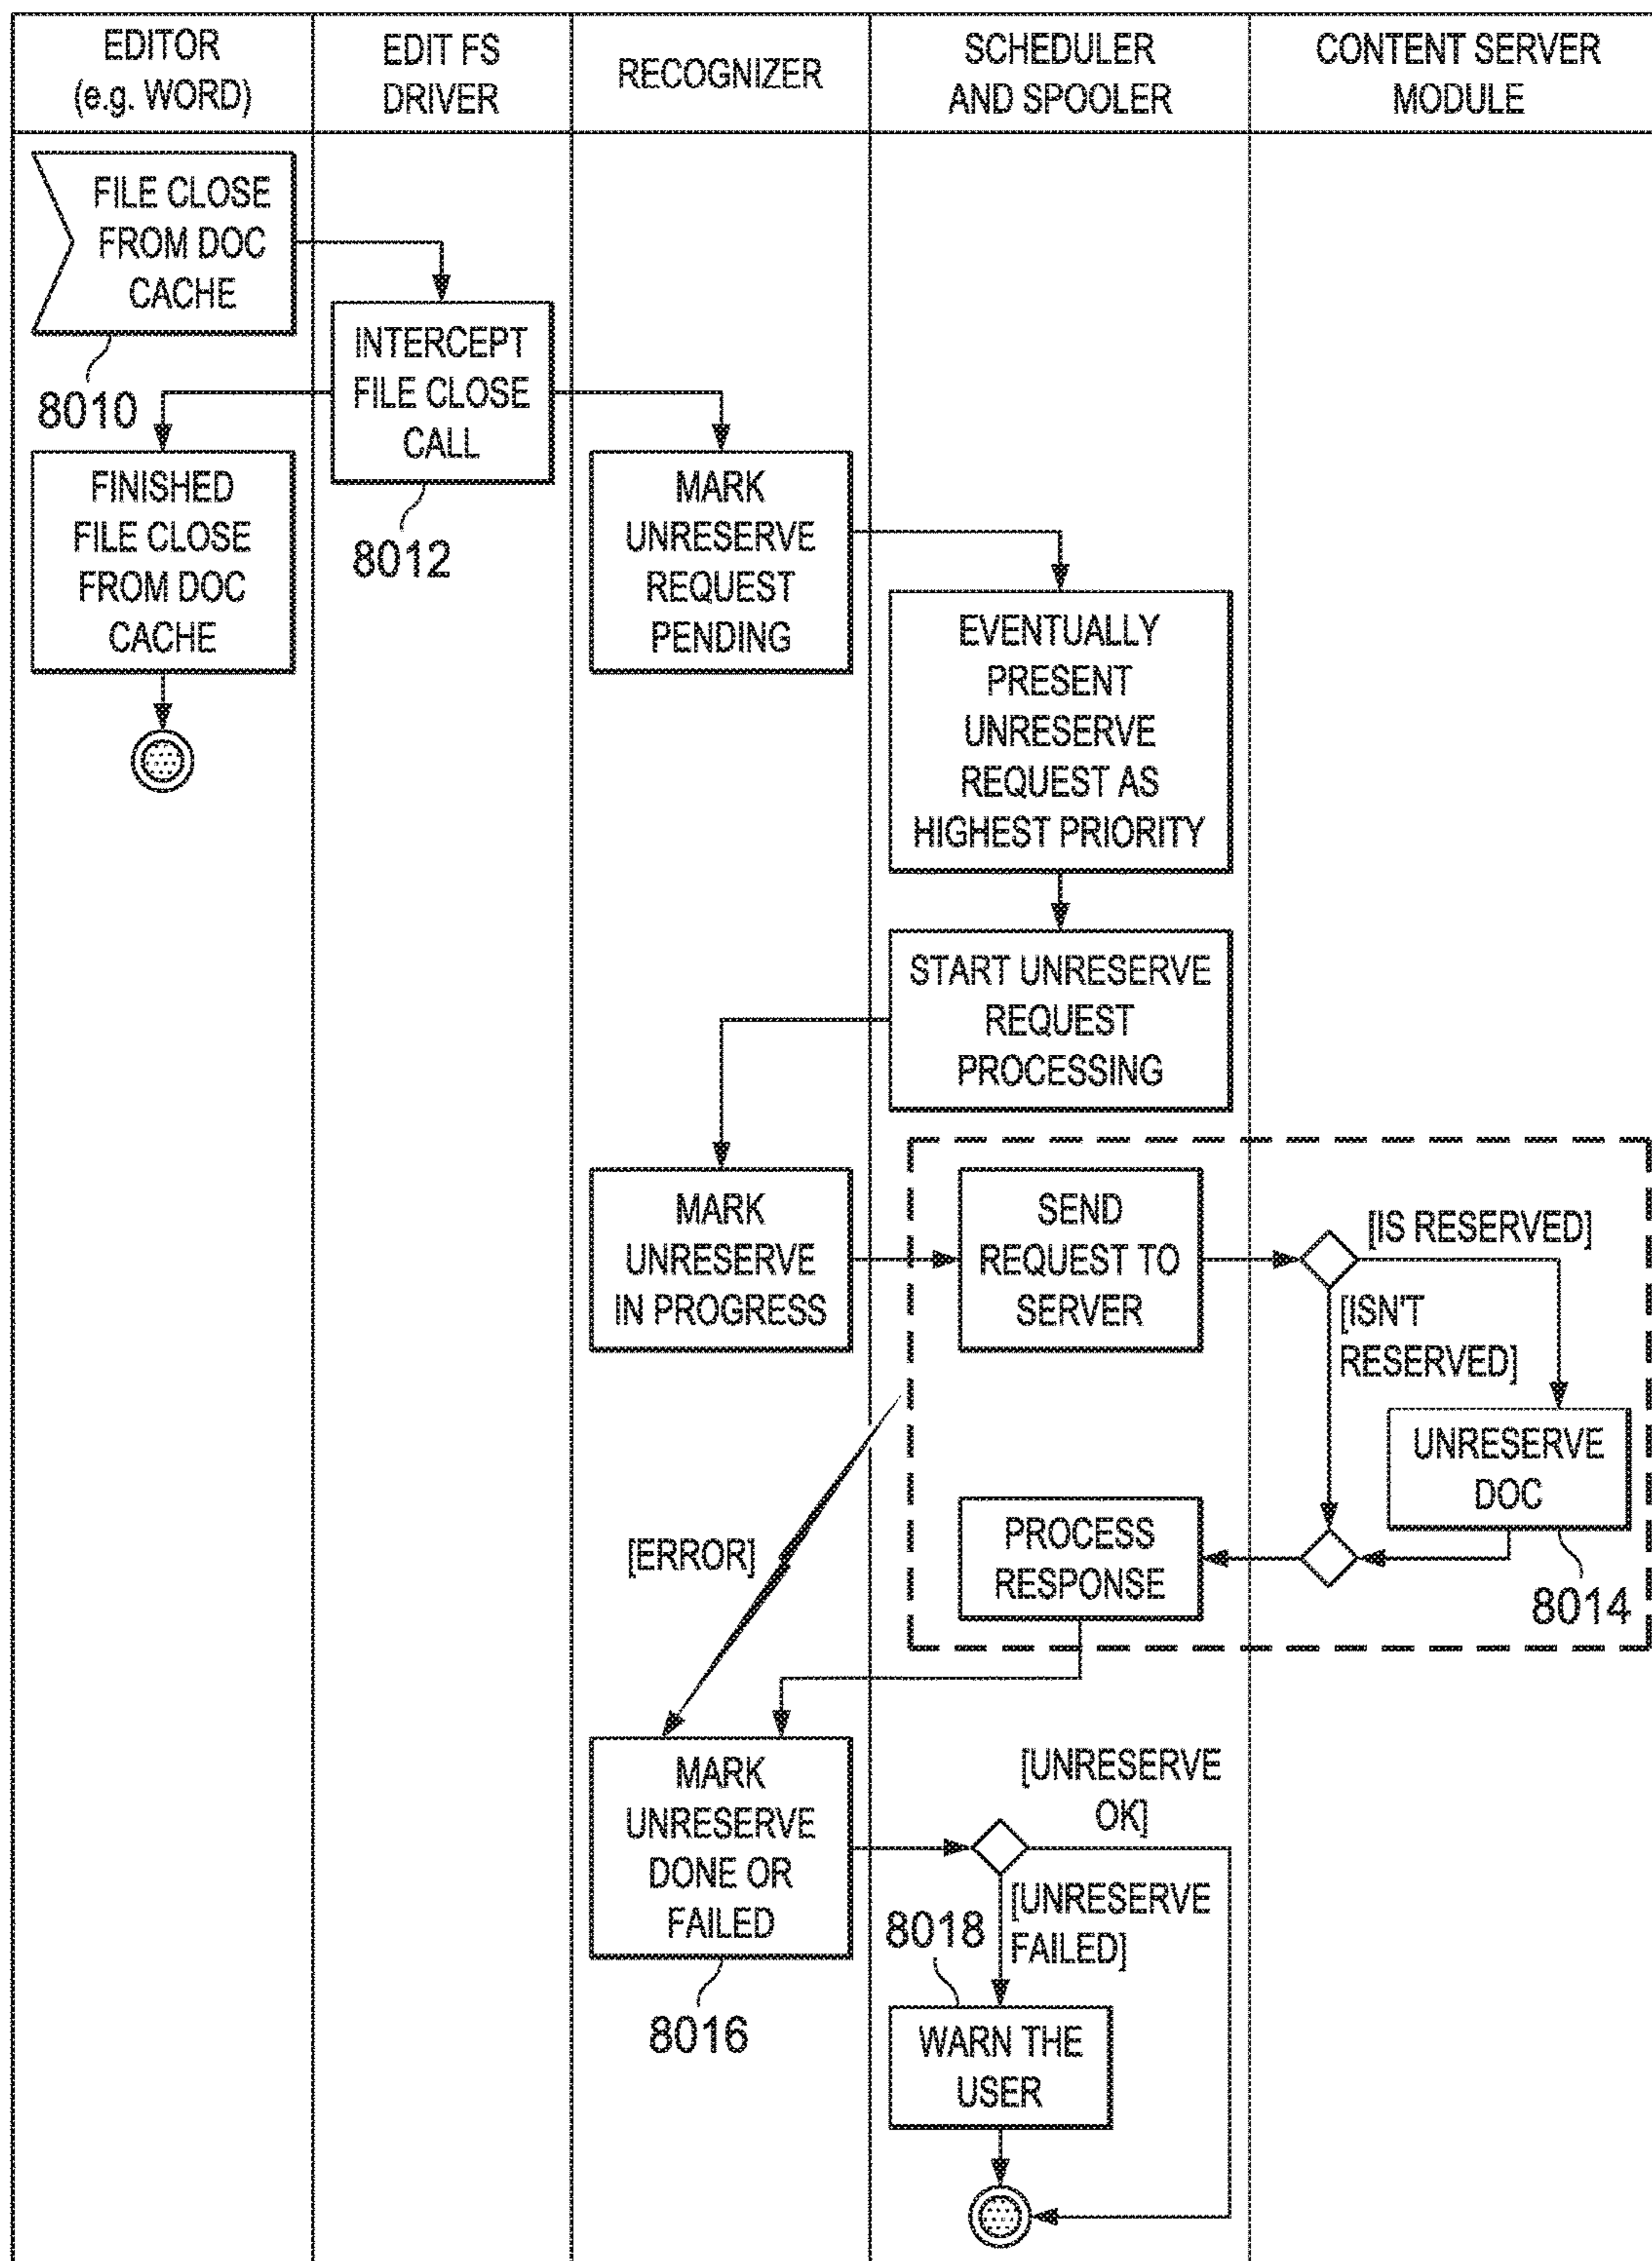 EDITOR
(e.g. WORD)
EDIT FS
DRIVER
RECOGNIZER
SCHEDULER
AND SPOOLER
CONTENT SERVER
MODULE
FILE CLOSE
FROM DOC
CACHE
8010
INTERCEPT
FILE CLOSE
CALL
8012
FINISHED
FILE CLOSE
FROM DOC
CACHE
MARK
UNRESERVE
REQUEST
PENDING
EVENTUALLY
PRESENT
UNRESERVE
REQUEST AS
HIGHEST PRIORITY
START UNRESERVE
REQUEST
PROCESSING
MARK
UNRESERVE
IN PROGRESS
SEND
REQUEST TO
SERVER
[IS RESERVED]
[ISN'T
RESERVED]
UNRESERVE
DOC
8014
PROCESS
RESPONSE
[ERROR]
MARK
UNRESERVE
DONE OR
FAILED
8016
[UNRESERVE
OK]
[UNRESERVE
FAILED]
8018
WARN THE
USER